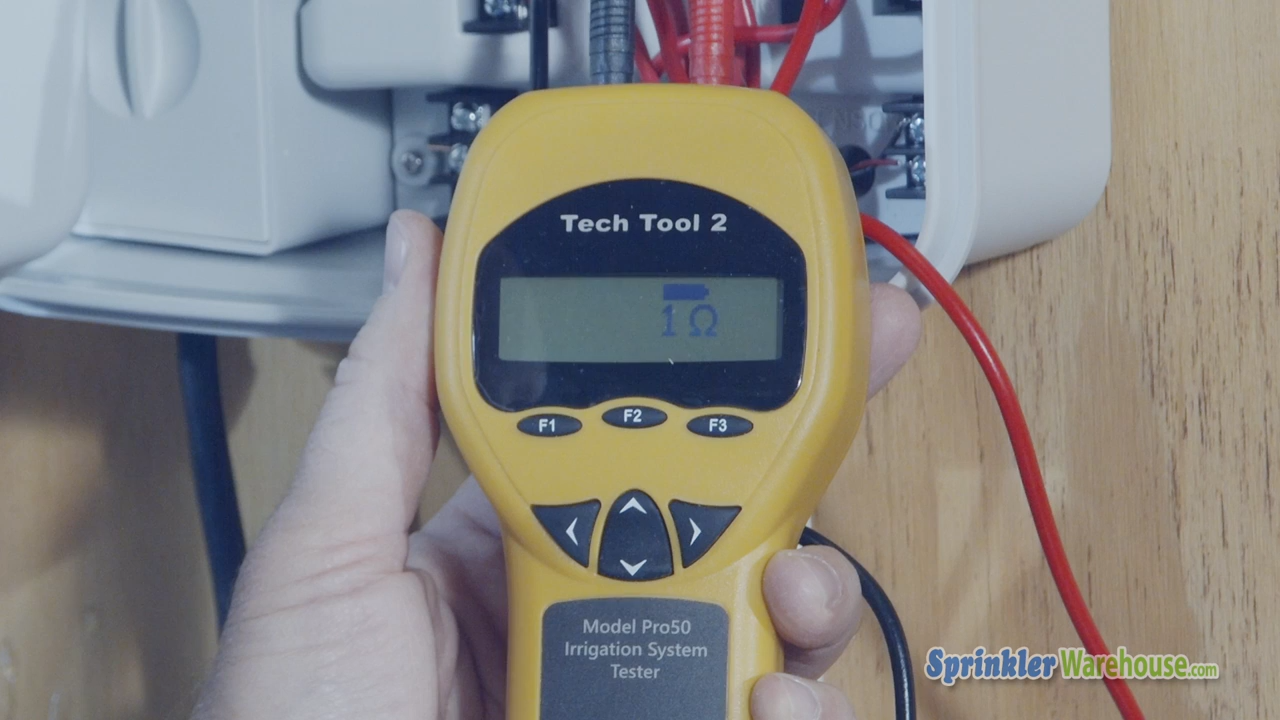 Tech Tool 2
1 Ω
F1
F2
F3
Model Pro50
Irrigation System
Tester
SprinklerWarehouse.com